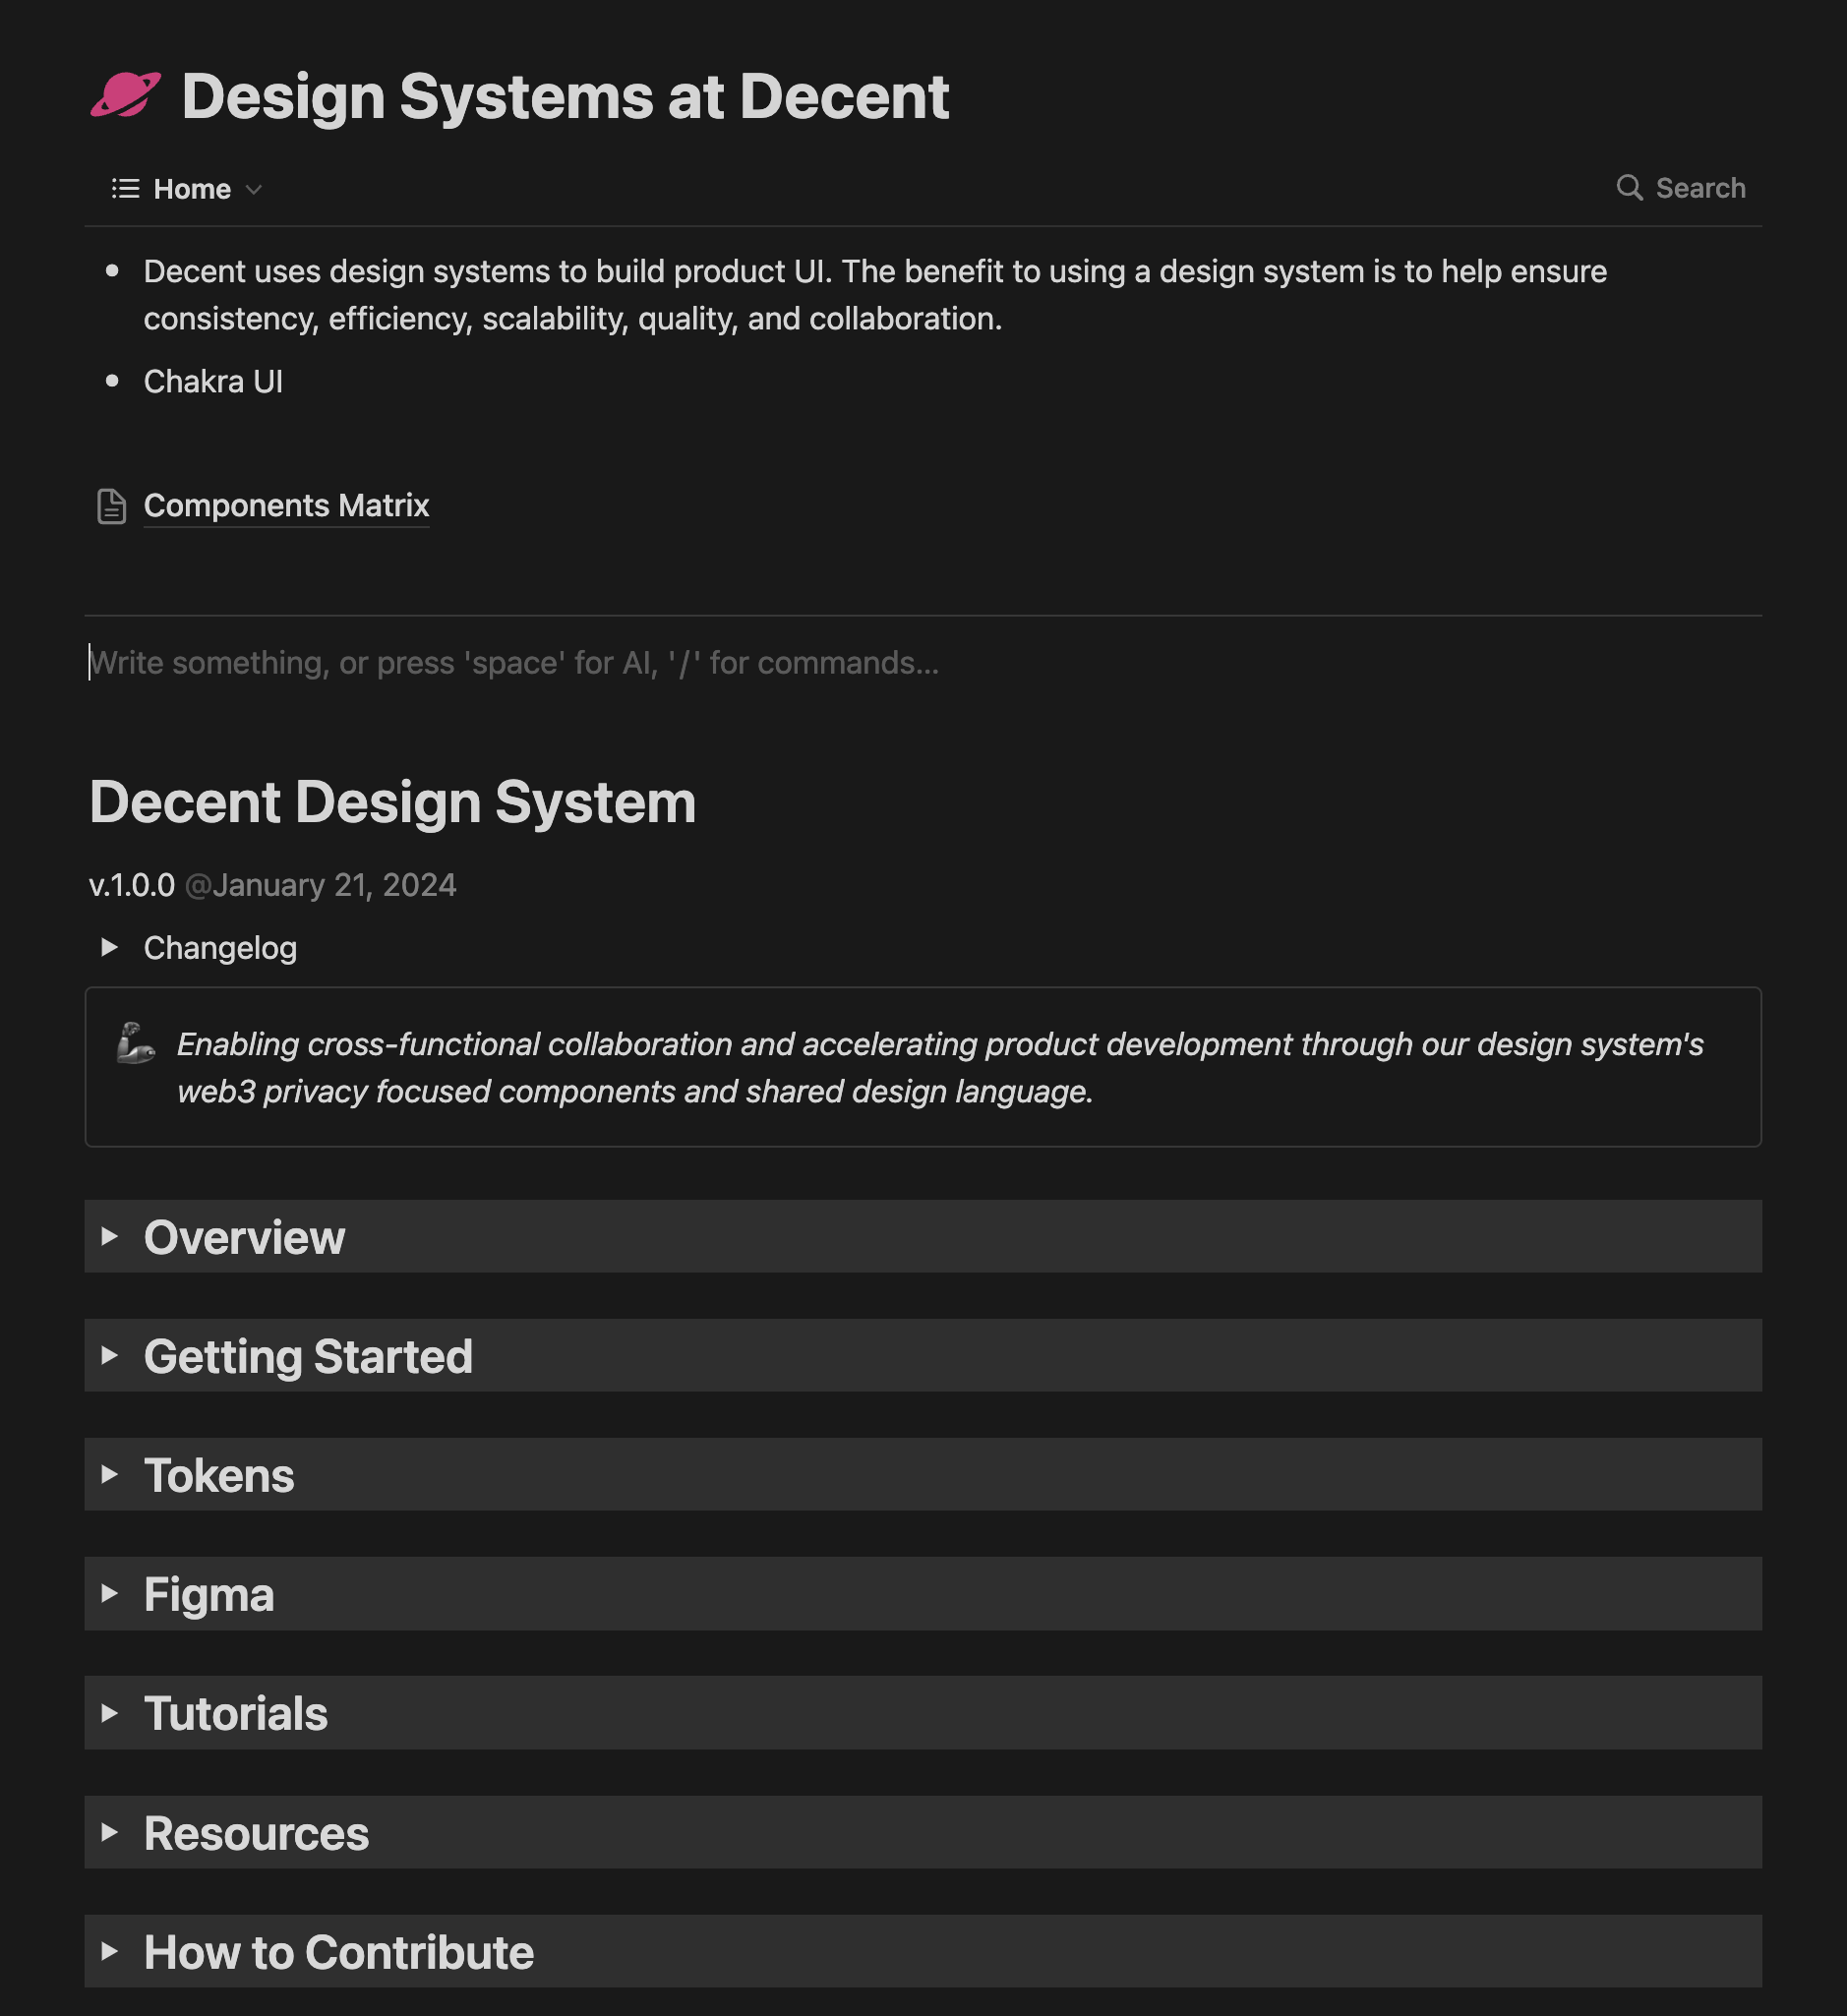 Design Systems at Decent
Home
Search
Decent uses design systems to build product UI. The benefit to using a design system is to help ensure
consistency, efficiency, scalability, quality, and collaboration.
Chakra UI
Components Matrix
Write something, or press 'space' for AI, '/' for commands...
Decent Design System
v.1.0.0 @January 21, 2024
Changelog
Enabling cross-functional collaboration and accelerating product development through our design system's
web3 privacy focused components and shared design language.
Overview
Getting Started
Tokens
Figma
Tutorials
Resources
How to Contribute